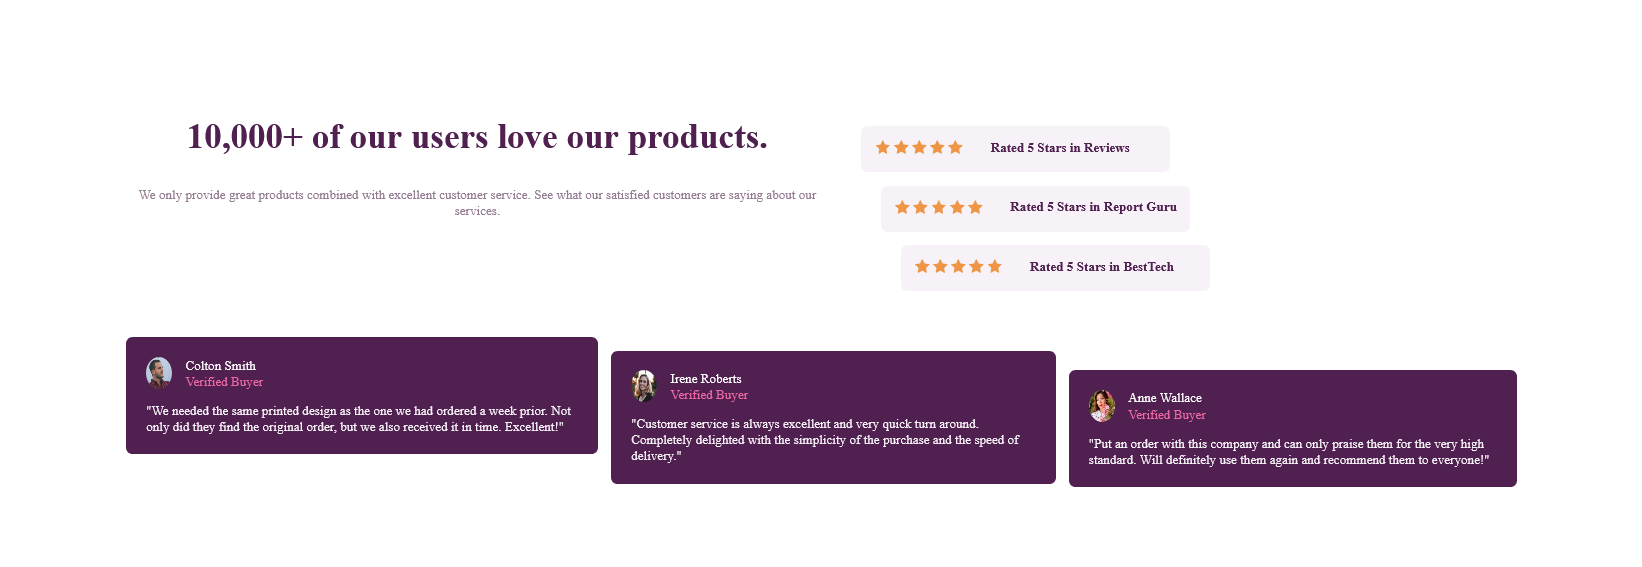 10,000+ of our users love our products.
We only provide great products combined with excellent customer service. See what our satisfied customers are saying about our
services.
Rated 5 Stars in Reviews
Rated 5 Stars in Report Guru
Rated 5 Stars in BestTech
Colton Smith
Verified Buyer
"We needed the same printed design as the one we had ordered a week prior. Not
only did they find the original order, but we also received it in time. Excellent!"
Irene Roberts
Verified Buyer
"Customer service is always excellent and very quick turn around.
Completely delighted with the simplicity of the purchase and the speed of
delivery."
Anne Wallace
Verified Buyer
"Put an order with this company and can only praise them for the very high
standard. Will definitely use them again and recommend them to everyone!"